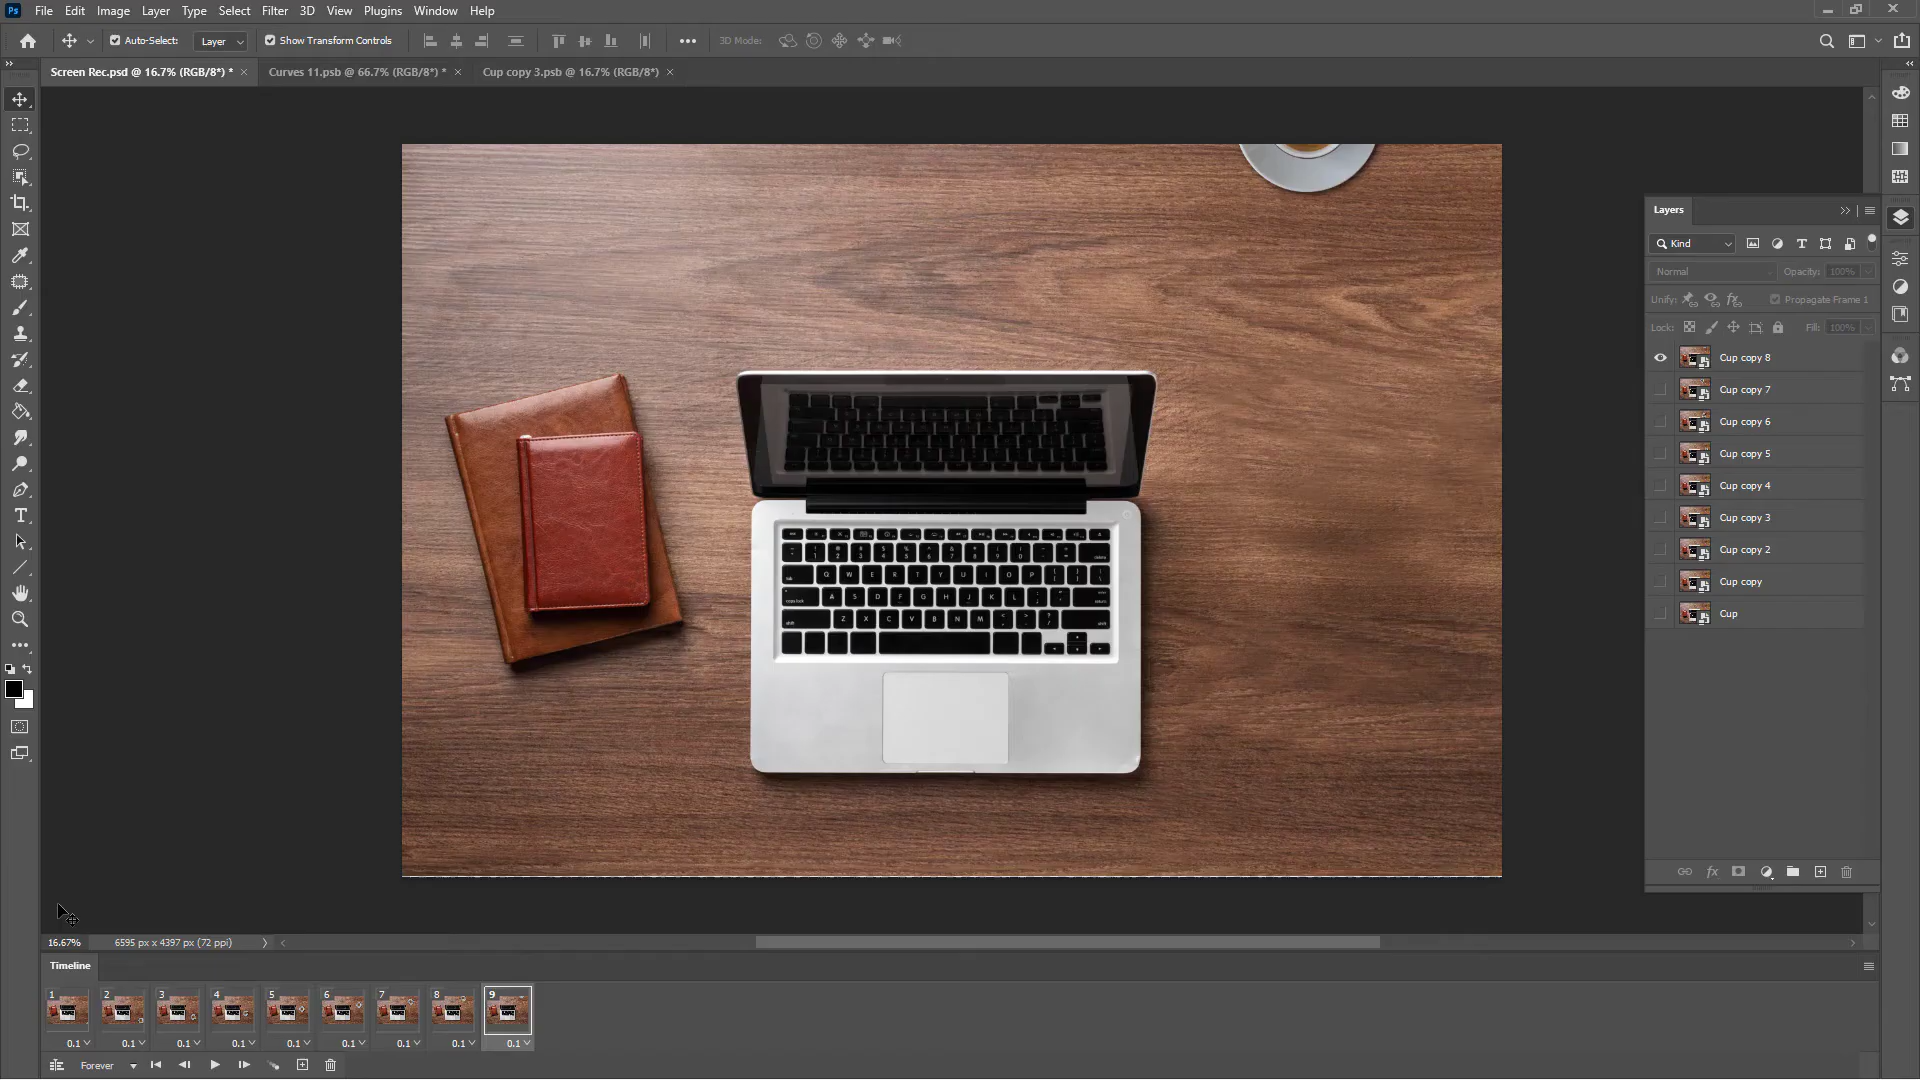 Ps File Edit Image Layer Type Select Filter 3D View Plugins Window Help
Auto-Select: Layer Show Transform Controls 3D Mode:
Screen Rec.psd @ 16.7% (RGB/8*) * Curves 11.psb @ 66.7% (RGB/8*) * Cup copy 3.psb @ 16.7% (RGB/8*)
Layers
Kind
Normal Opacity: 100%
Unify: Propagate Frame 1
Lock: Fill: 100%
Cup copy 8
Cup copy 7
Cup copy 6
Cup copy 5
Cup copy 4
Cup copy 3
Cup copy 2
Cup copy
Cup
Q W E R T Y U I O P
A S D F G H J K L
Z X C V B N M
16.67% 6595 px x 4397 px (72 ppi)
Timeline
1 2 3 4 5 6 7 8 9
0.1 0.1 0.1 0.1 0.1 0.1 0.1 0.1 0.1
Forever